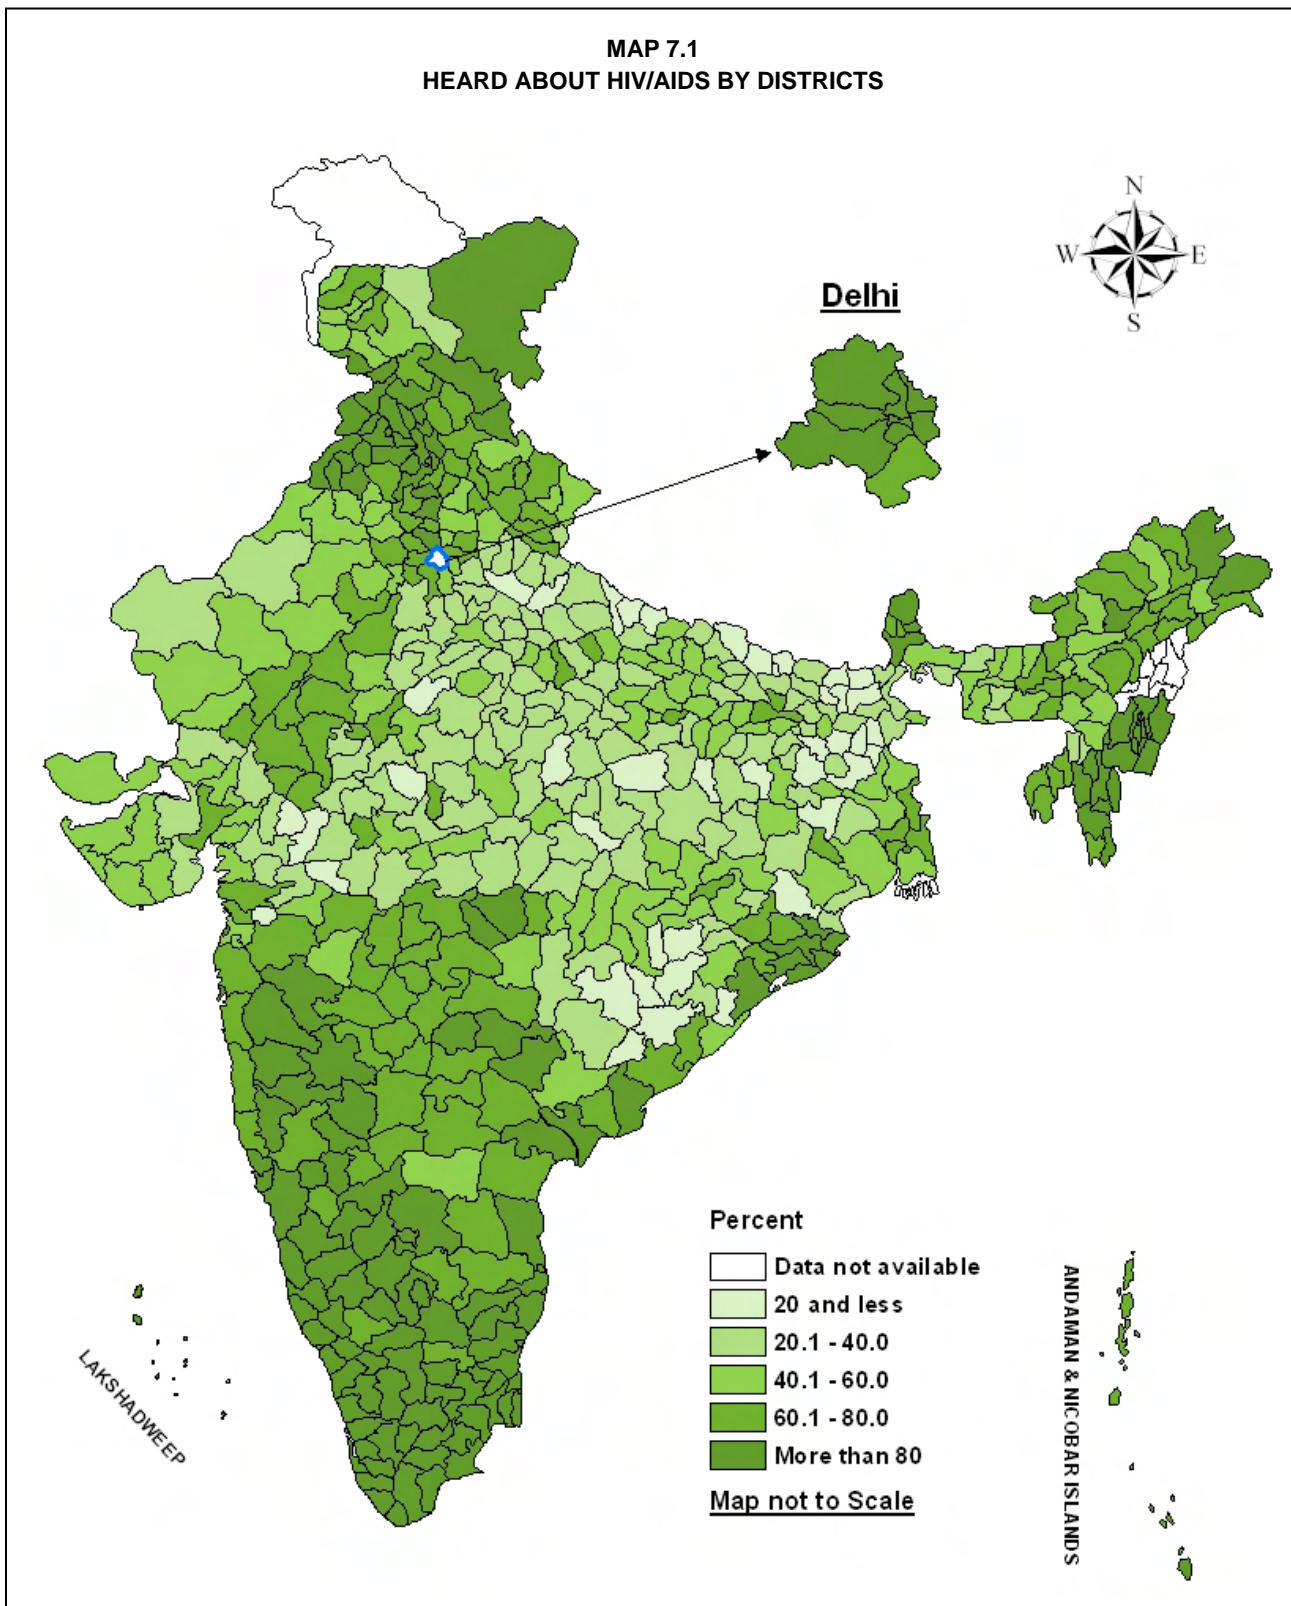 MAP 7.1
HEARD ABOUT HIV/AIDS BY DISTRICTS
N
W
E
S
Delhi
Percent
Data not available
20 and less
20.1 - 40.0
40.1 - 60.0
60.1 - 80.0
More than 80
Map not to Scale
LAKSHADWEEP
ANDAMAN & NICOBAR ISLANDS